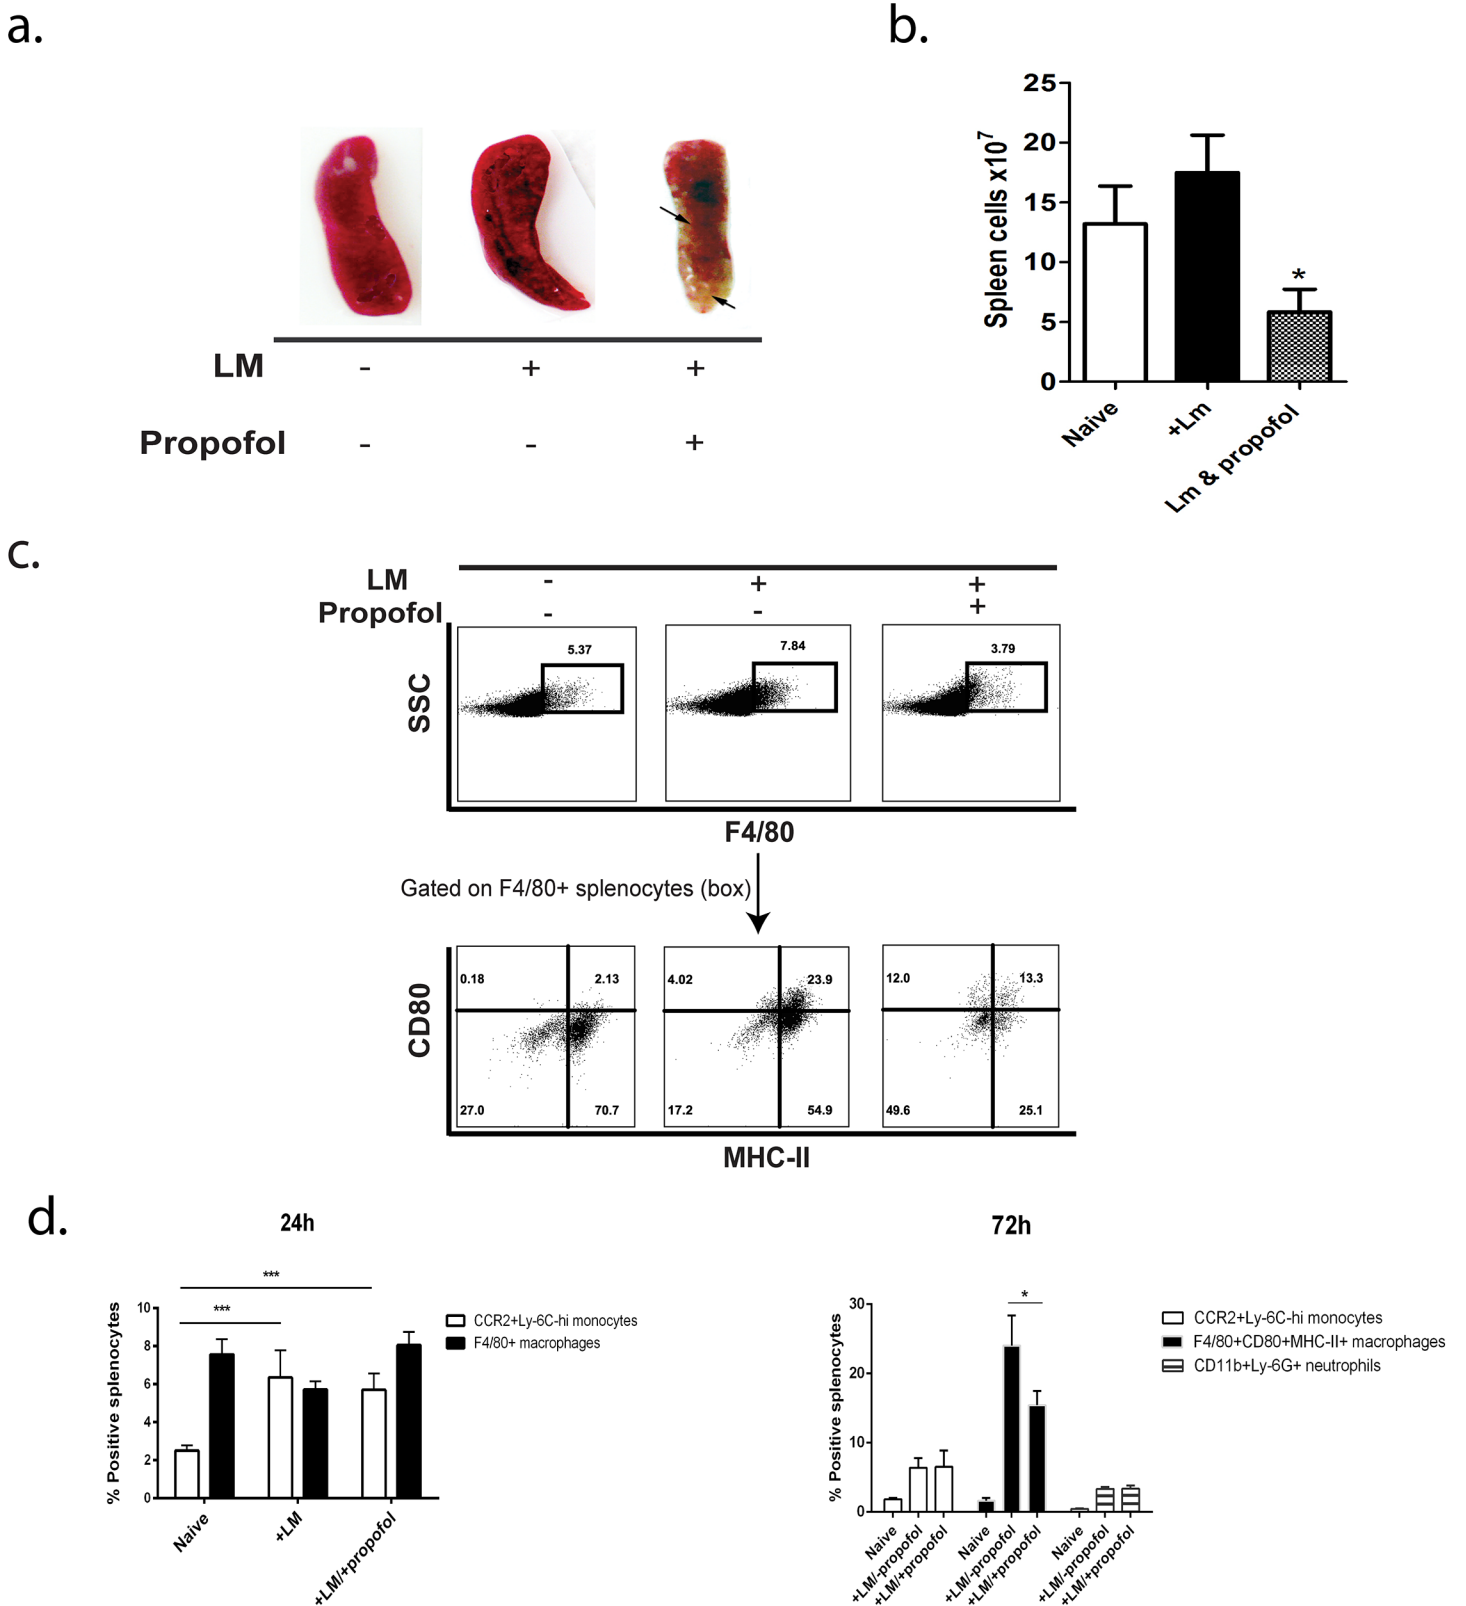 a.
LM - + +
Propofol - - +
b.
Spleen cells x10⁷
25
20
15
10
5
0
*
Naive
+Lm
Lm & propofol
c.
LM - + +
Propofol - - +
SSC
5.37 7.84 3.79
F4/80
Gated on F4/80+ splenocytes (box)
CD80
0.18 2.13 4.02 23.9 12.0 13.3
27.0 70.7 17.2 54.9 49.6 25.1
MHC-II
d.
24h
% Positive splenocytes
10
8
6
4
2
0
***
***
CCR2+Ly-6C-hi monocytes
F4/80+ macrophages
Naive
+LM
+LM/+propofol
72h
% Positive splenocytes
30
20
10
0
*
CCR2+Ly-6C-hi monocytes
F4/80+CD80+MHC-II+ macrophages
CD11b+Ly-6G+ neutrophils
Naive
+LM/-propofol
+LM/+propofol
Naive
+LM/-propofol
+LM/+propofol
Naive
+LM/-propofol
+LM/+propofol